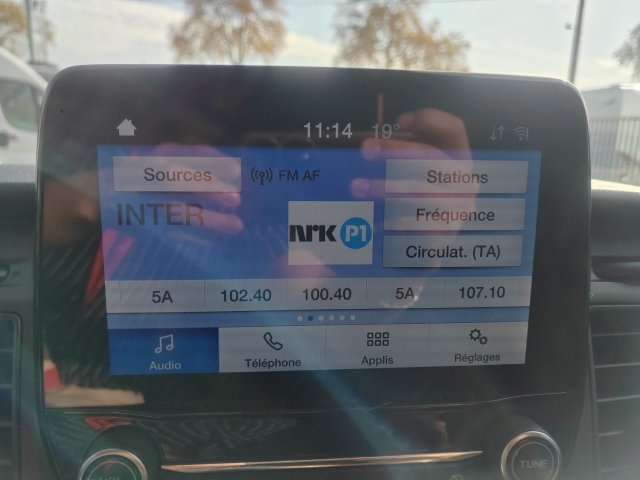 11:14 19°
Sources FM AF Stations
INTER nrk P1 Fréquence
Circulat. (TA)
5A 102.40 100.40 5A 107.10
Audio Téléphone Applis Réglages
TUNE